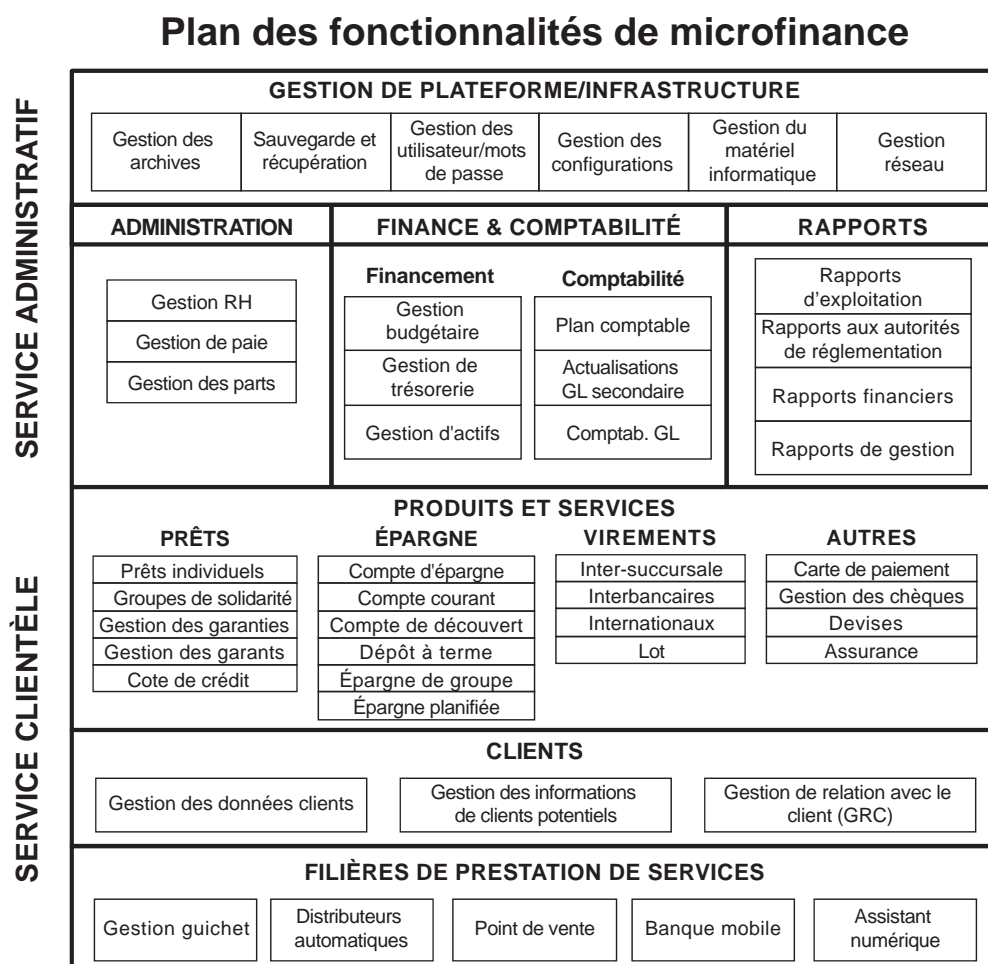 Plan des fonctionnalités de microfinance
SERVICE ADMINISTRATIF
GESTION DE PLATEFORME/INFRASTRUCTURE
Gestion des
archives
Sauvegarde et
récupération
Gestion des
utilisateur/mots
de passe
Gestion des
configurations
Gestion du
matériel
informatique
Gestion
réseau
ADMINISTRATION
Gestion RH
Gestion de paie
Gestion des parts
FINANCE & COMPTABILITÉ
Financement
Gestion
budgétaire
Gestion de
trésorerie
Gestion d'actifs
Comptabilité
Plan comptable
Actualisations
GL secondaire
Comptab. GL
RAPPORTS
Rapports
d’exploitation
Rapports aux autorités
de réglementation
Rapports financiers
Rapports de gestion
SERVICE CLIENTÈLE
PRODUITS ET SERVICES
PRÊTS
Prêts individuels
Groupes de solidarité
Gestion des garanties
Gestion des garants
Cote de crédit
ÉPARGNE
Compte d'épargne
Compte courant
Compte de découvert
Dépôt à terme
Épargne de groupe
Épargne planifiée
VIREMENTS
Inter-succursale
Interbancaires
Internationaux
Lot
AUTRES
Carte de paiement
Gestion des chèques
Devises
Assurance
CLIENTS
Gestion des données clients
Gestion des informations
de clients potentiels
Gestion de relation avec le
client (GRC)
FILIÈRES DE PRESTATION DE SERVICES
Gestion guichet
Distributeurs
automatiques
Point de vente
Banque mobile
Assistant
numérique